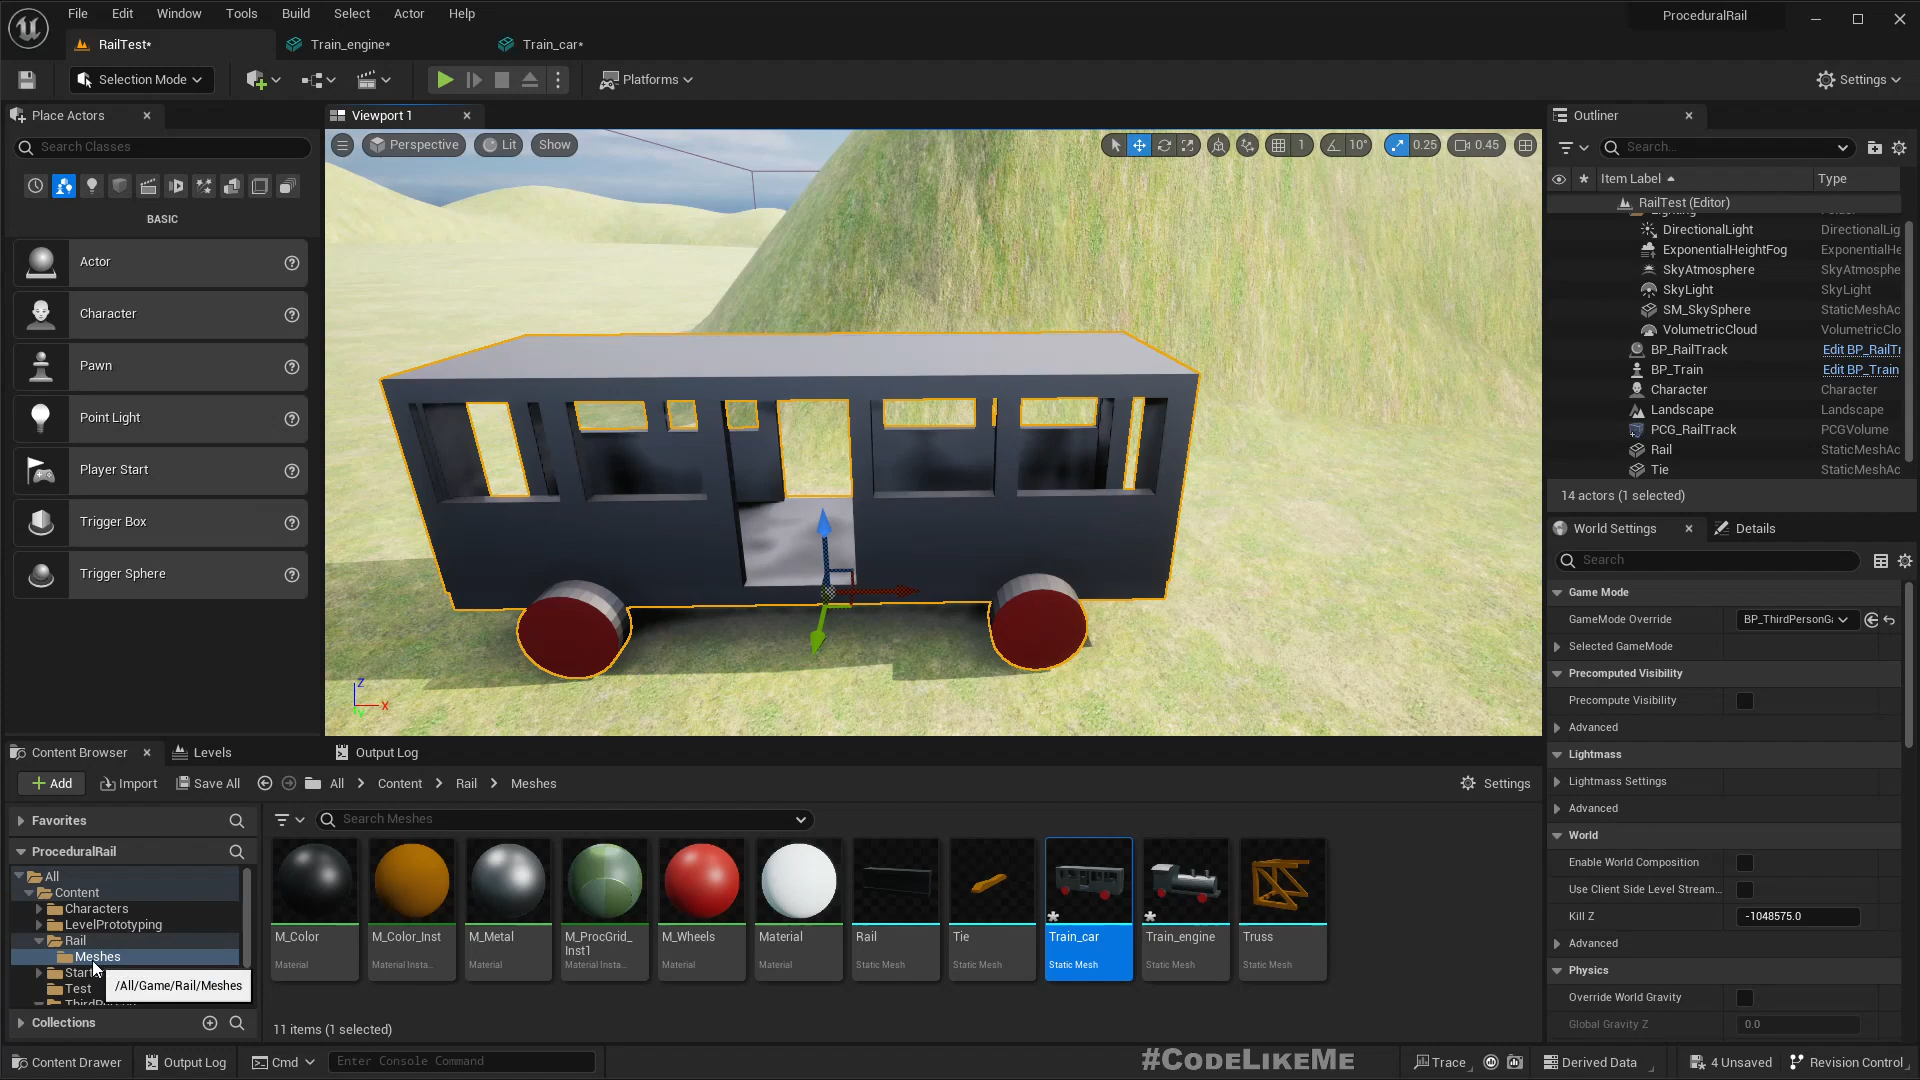 File Edit Window Tools Build Select Actor Help
ProceduralRail
RailTest*
Train_engine*
Train_car*
Selection Mode
Platforms
Settings
Place Actors
Search Classes
BASIC
Actor
Character
Pawn
Point Light
Player Start
Trigger Box
Trigger Sphere
Viewport 1
Perspective
Lit
Show
1
10°
0.25
0.45
Z
X
Outliner
Search...
Item Label
Type
RailTest (Editor)
DirectionalLight DirectionalLig
ExponentialHeightFog ExponentialHe
SkyAtmosphere SkyAtmosphe
SkyLight SkyLight
SM_SkySphere StaticMeshAc
VolumetricCloud VolumetricClo
BP_RailTrack Edit BP_RailTr
BP_Train Edit BP_Train
Character Character
Landscape Landscape
PCG_RailTrack PCGVolume
Rail StaticMeshAc
Tie StaticMeshAc
14 actors (1 selected)
World Settings
Details
Search
Game Mode
GameMode Override BP_ThirdPersonGa
Selected GameMode
Precomputed Visibility
Precompute Visibility
Advanced
Lightmass
Lightmass Settings
Advanced
World
Enable World Composition
Use Client Side Level Stream...
Kill Z -1048575.0
Advanced
Physics
Override World Gravity
Global Gravity Z 0.0
Content Browser
Levels
Output Log
Add
Import
Save All
All > Content > Rail > Meshes
Settings
Favorites
ProceduralRail
All
Content
Characters
LevelPrototyping
Rail
Meshes
Start
Test
/All/Game/Rail/Meshes
Collections
Search Meshes
M_Color
Material
M_Color_Inst
Material Insta...
M_Metal
Material
M_ProcGrid_
Inst1
Material Insta...
M_Wheels
Material
Material
Material
Rail
Static Mesh
Tie
Static Mesh
Train_car
Static Mesh
Train_engine
Static Mesh
Truss
Static Mesh
11 items (1 selected)
Content Drawer
Output Log
Cmd
Enter Console Command
#CodeLikeMe
Trace
Derived Data
4 Unsaved
Revision Control